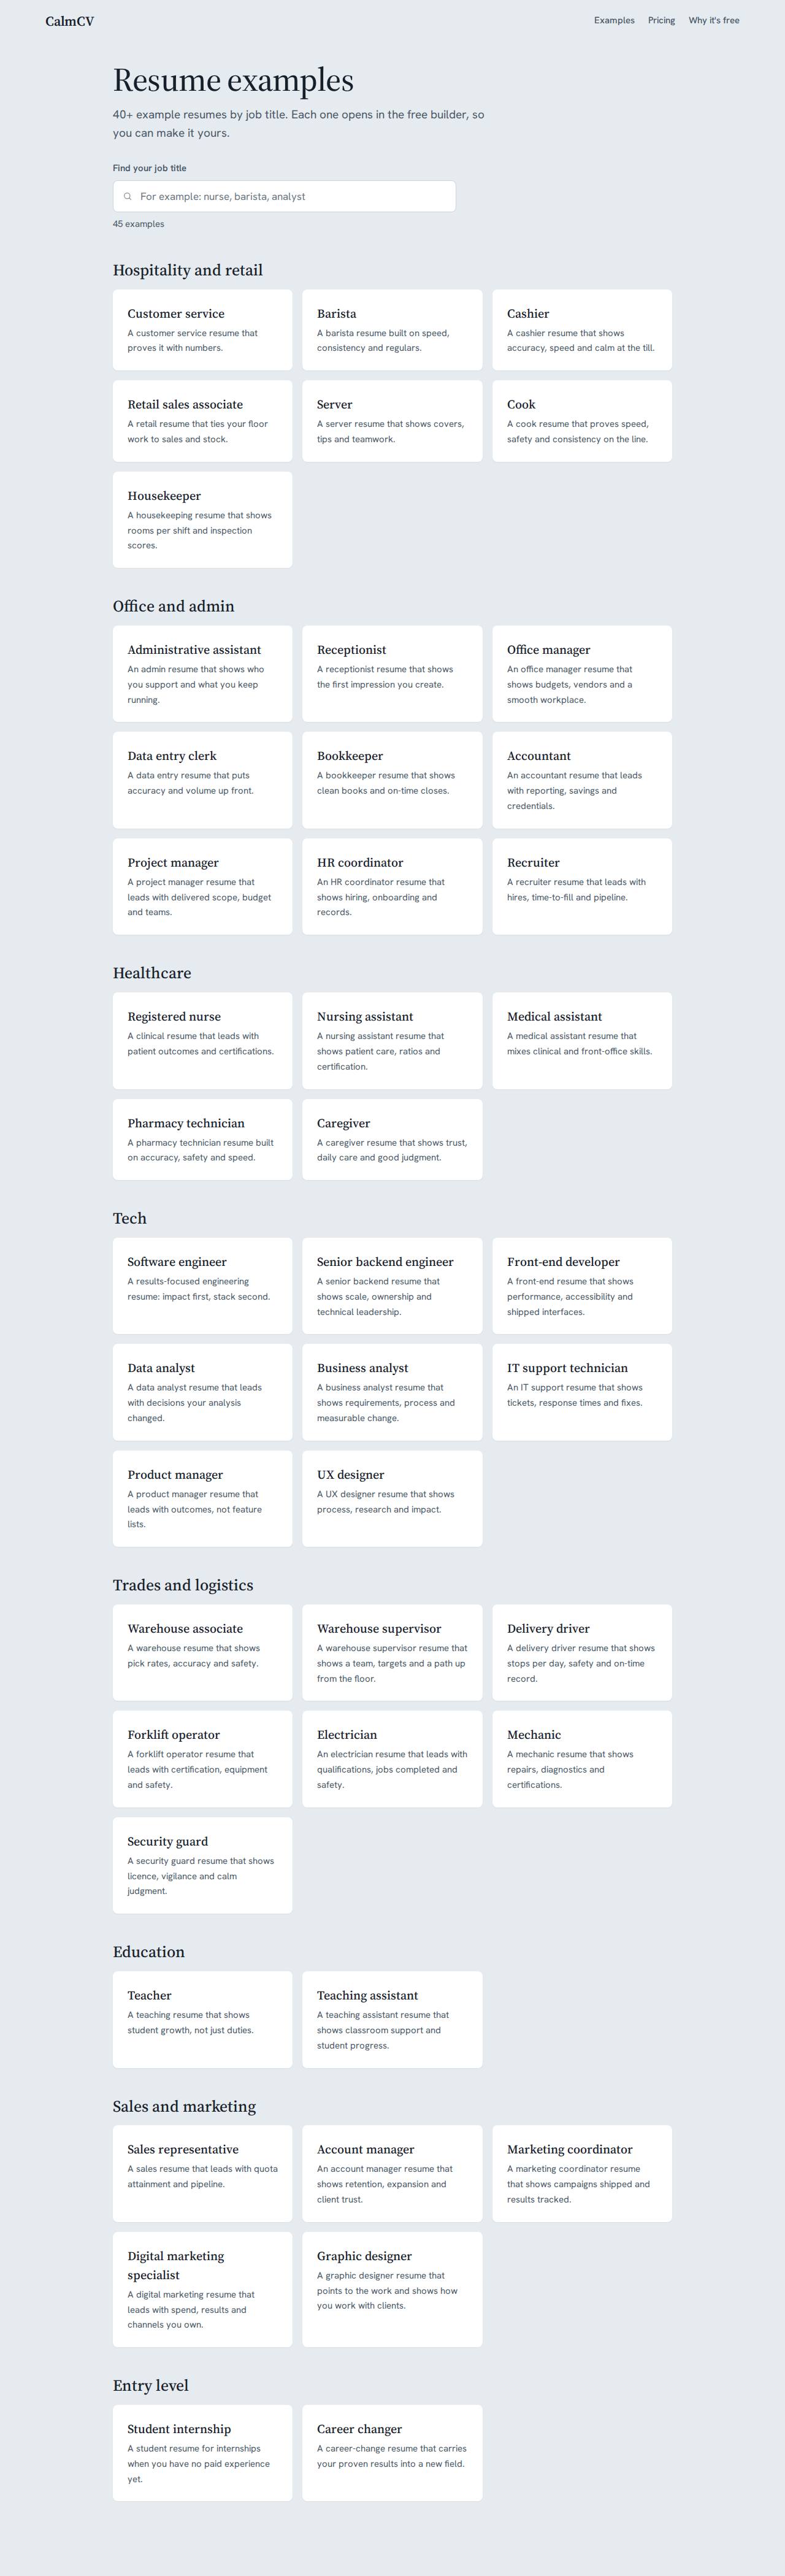 CalmCV
Examples
Pricing
Why it's free
Resume examples
40+ example resumes by job title. Each one opens in the free builder, so
you can make it yours.
Find your job title
For example: nurse, barista, analyst
45 examples
Hospitality and retail
Customer service
A customer service resume that
proves it with numbers.
Barista
A barista resume built on speed,
consistency and regulars.
Cashier
A cashier resume that shows
accuracy, speed and calm at the till.
Retail sales associate
A retail resume that ties your floor
work to sales and stock.
Server
A server resume that shows covers,
tips and teamwork.
Cook
A cook resume that proves speed,
safety and consistency on the line.
Housekeeper
A housekeeping resume that shows
rooms per shift and inspection
scores.
Office and admin
Administrative assistant
An admin resume that shows who
you support and what you keep
running.
Receptionist
A receptionist resume that shows
the first impression you create.
Office manager
An office manager resume that
shows budgets, vendors and a
smooth workplace.
Data entry clerk
A data entry resume that puts
accuracy and volume up front.
Bookkeeper
A bookkeeper resume that shows
clean books and on-time closes.
Accountant
An accountant resume that leads
with reporting, savings and
credentials.
Project manager
A project manager resume that
leads with delivered scope, budget
and teams.
HR coordinator
An HR coordinator resume that
shows hiring, onboarding and
records.
Recruiter
A recruiter resume that leads with
hires, time-to-fill and pipeline.
Healthcare
Registered nurse
A clinical resume that leads with
patient outcomes and certifications.
Nursing assistant
A nursing assistant resume that
shows patient care, ratios and
certification.
Medical assistant
A medical assistant resume that
mixes clinical and front-office skills.
Pharmacy technician
A pharmacy technician resume built
on accuracy, safety and speed.
Caregiver
A caregiver resume that shows trust,
daily care and good judgment.
Tech
Software engineer
A results-focused engineering
resume: impact first, stack second.
Senior backend engineer
A senior backend resume that
shows scale, ownership and
technical leadership.
Front-end developer
A front-end resume that shows
performance, accessibility and
shipped interfaces.
Data analyst
A data analyst resume that leads
with decisions your analysis
changed.
Business analyst
A business analyst resume that
shows requirements, process and
measurable change.
IT support technician
An IT support resume that shows
tickets, response times and fixes.
Product manager
A product manager resume that
leads with outcomes, not feature
lists.
UX designer
A UX designer resume that shows
process, research and impact.
Trades and logistics
Warehouse associate
A warehouse resume that shows
pick rates, accuracy and safety.
Warehouse supervisor
A warehouse supervisor resume that
shows a team, targets and a path up
from the floor.
Delivery driver
A delivery driver resume that shows
stops per day, safety and on-time
record.
Forklift operator
A forklift operator resume that
leads with certification, equipment
and safety.
Electrician
An electrician resume that leads with
qualifications, jobs completed and
safety.
Mechanic
A mechanic resume that shows
repairs, diagnostics and
certifications.
Security guard
A security guard resume that shows
licence, vigilance and calm
judgment.
Education
Teacher
A teaching resume that shows
student growth, not just duties.
Teaching assistant
A teaching assistant resume that
shows classroom support and
student progress.
Sales and marketing
Sales representative
A sales resume that leads with quota
attainment and pipeline.
Account manager
An account manager resume that
shows retention, expansion and
client trust.
Marketing coordinator
A marketing coordinator resume
that shows campaigns shipped and
results tracked.
Digital marketing
specialist
A digital marketing resume that
leads with spend, results and
channels you own.
Graphic designer
A graphic designer resume that
points to the work and shows how
you work with clients.
Entry level
Student internship
A student resume for internships
when you have no paid experience
yet.
Career changer
A career-change resume that carries
your proven results into a new field.